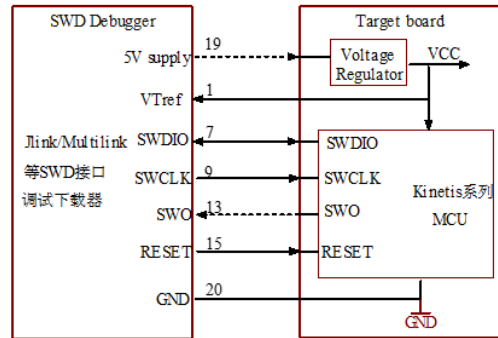 SWD Debugger
Target board
5V supply
19
Voltage
Regulator
VCC
VTref
1
Jlink/Multilink
等SWD接口
调试下载器
SWDIO
7
SWDIO
SWCLK
9
SWCLK
Kinetis系列
MCU
SWO
13
SWO
RESET
15
RESET
GND
20
GND